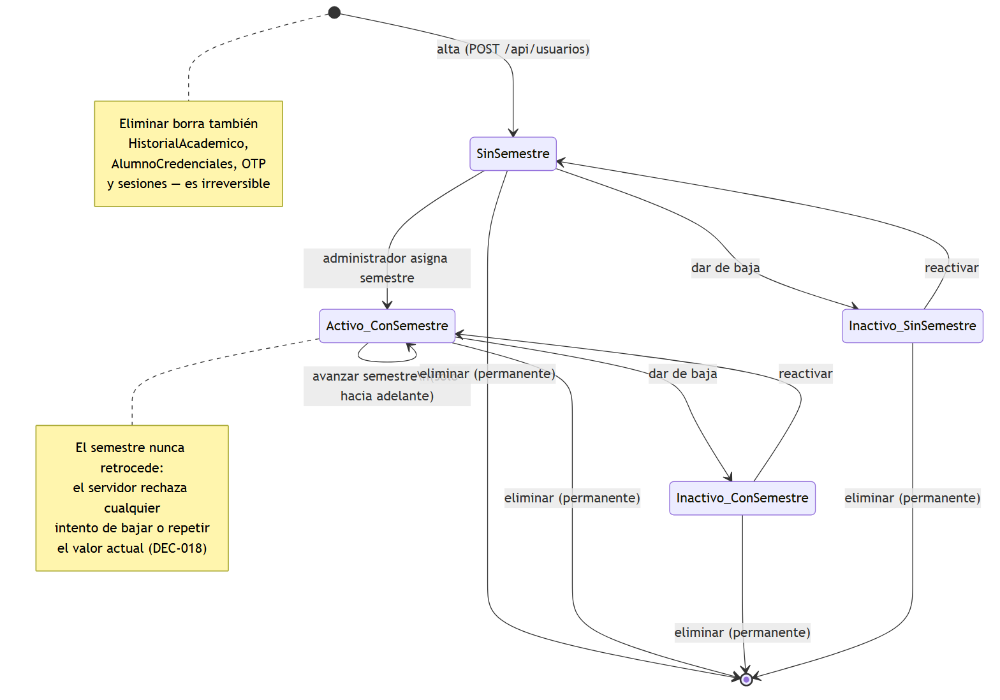 alta (POST /api/usuarios)
Eliminar borra también
HistorialAcademico,
AlumnoCredenciales, OTP
y sesiones — es irreversible
SinSemestre
administrador asigna
semestre
dar de baja
reactivar
Activo_ConSemestre
Inactivo_SinSemestre
avanzar semestre
hacia adelante)
eliminar (permanente)
dar de baja
reactivar
El semestre nunca
retrocede:
el servidor rechaza
cualquier
intento de bajar o repetir
el valor actual (DEC-018)
eliminar (permanente)
Inactivo_ConSemestre
eliminar (permanente)
eliminar (permanente)